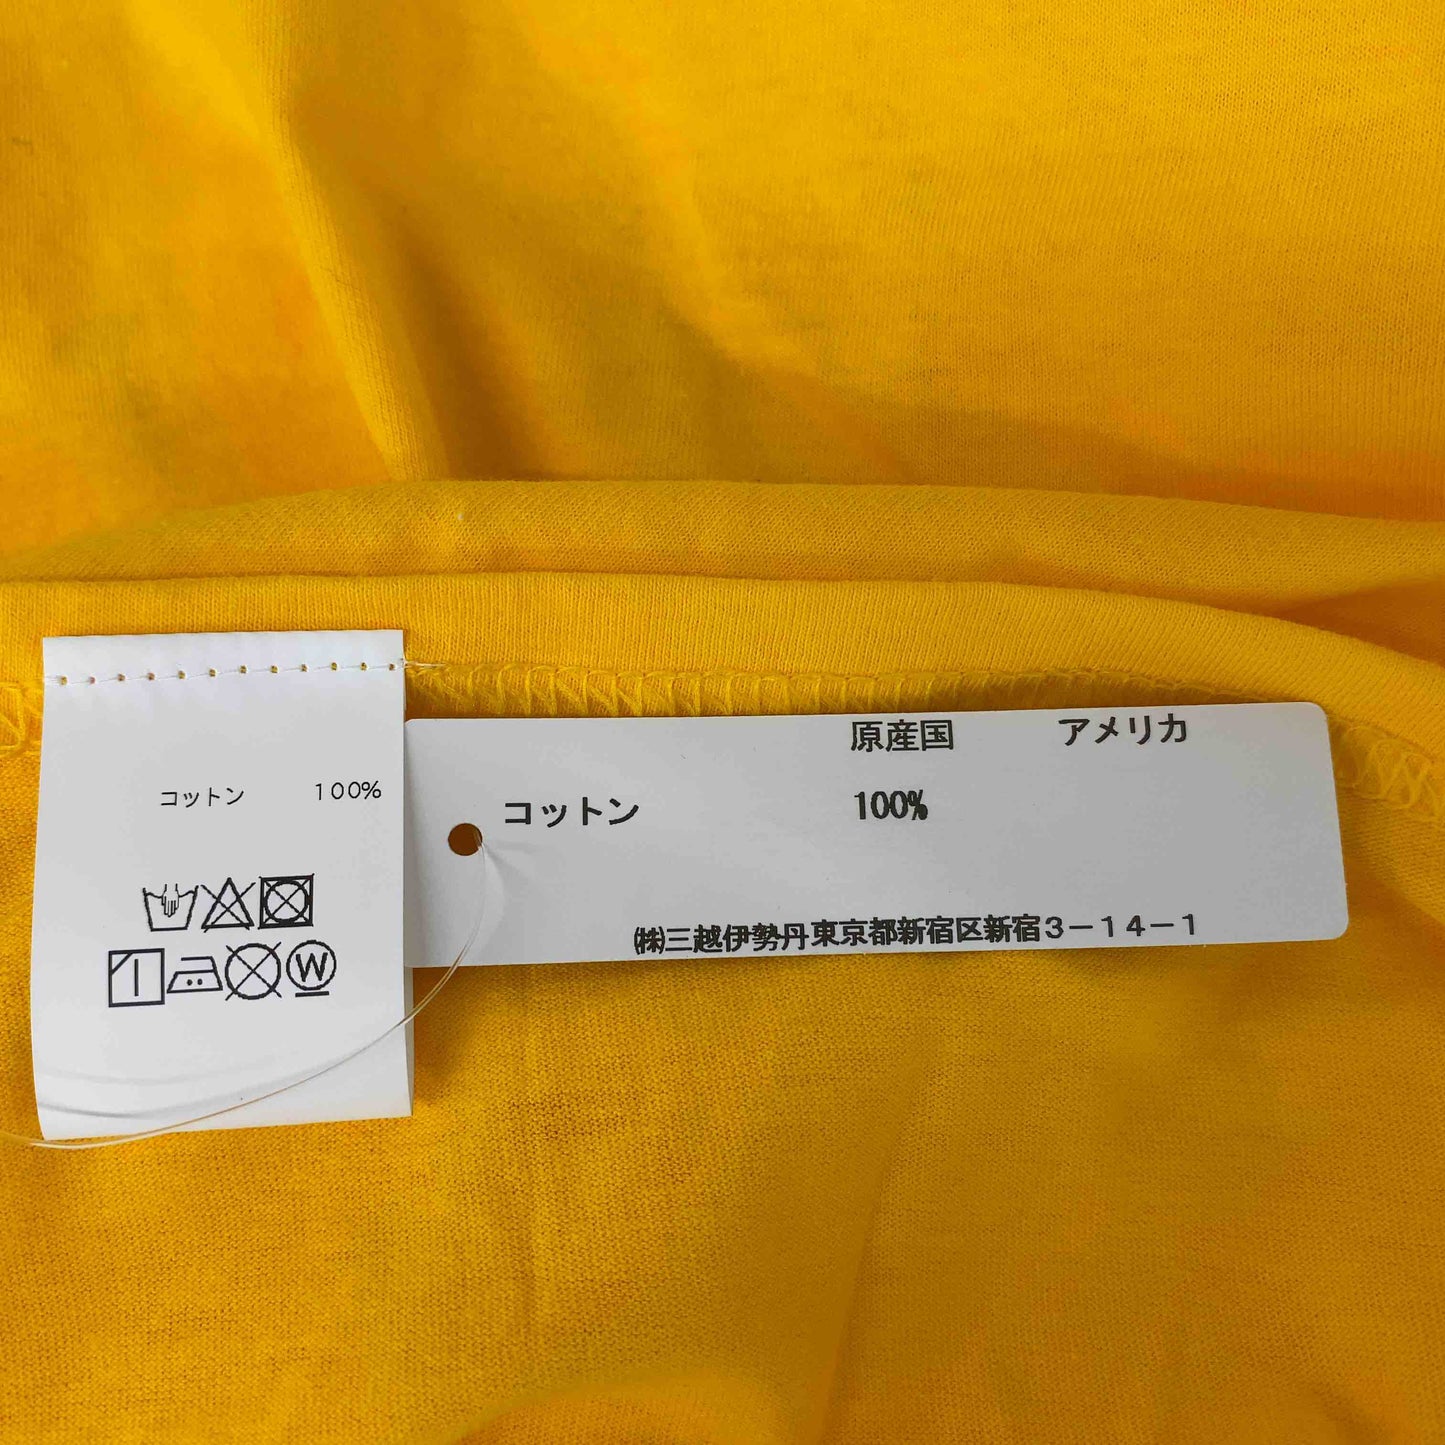 コットン 100%
W
原産国 アメリカ
コットン 100%
㈱三越伊勢丹東京都新宿区新宿3－14－1